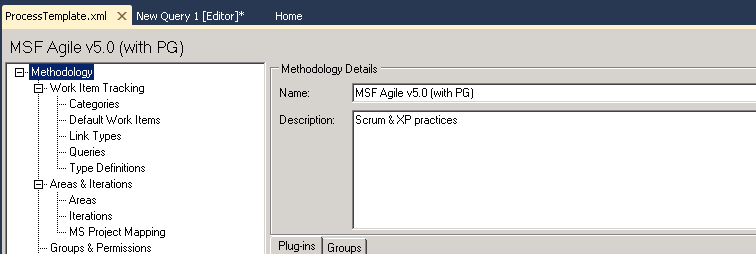 ProcessTemplate.xml
New Query 1 [Editor]*
Home
MSF Agile v5.0 (with PG)
Methodology
Work Item Tracking
Categories
Default Work Items
Link Types
Queries
Type Definitions
Areas & Iterations
Areas
Iterations
MS Project Mapping
Groups & Permissions
Methodology Details
Name: MSF Agile v5.0 (with PG)
Description: Scrum & XP practices
Plug-ins Groups